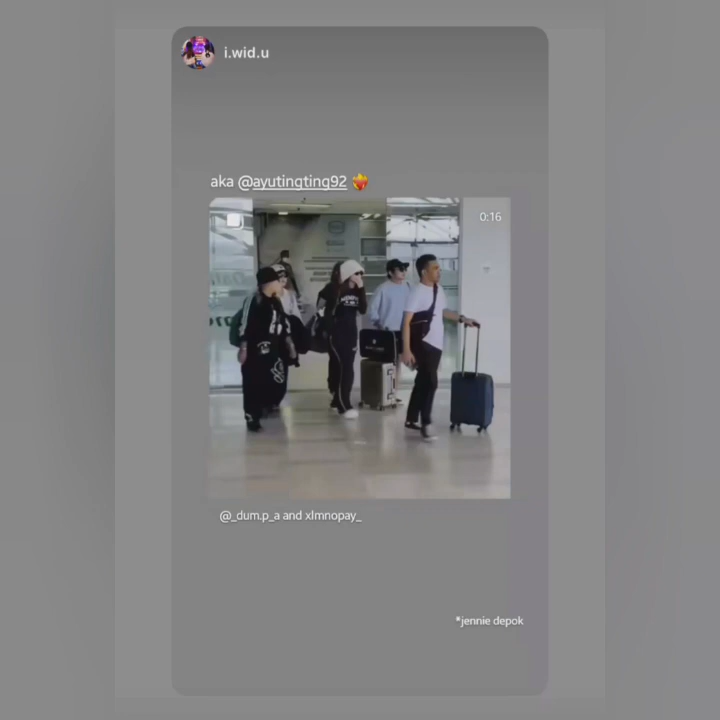 i.wid.u
aka @ayutingting92 ❤️‍🔥
0:16
@_dum.p_a and xlmnopay_
*jennie depok